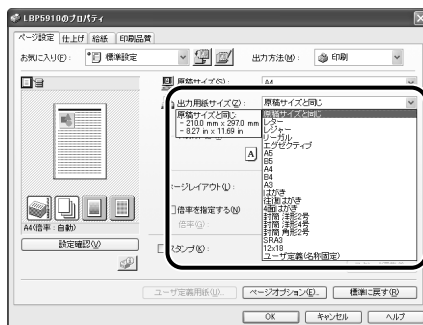 LBP5910のプロパティ
ページ設定 仕上げ 給紙 印刷品質
お気に入り(F): 標準設定 出力方法(M): 印刷
原稿サイズ(S): A4
出力用紙サイズ(Z): 原稿サイズと同じ
原稿サイズと同じ
- 210.0 mm x 297.0 mm
- 8.27 in x 11.69 in
原稿サイズと同じ
レター
レジャー
リーガル
エグゼクティブ
A5
B5
A4
B4
A3
はがき
往復はがき
4面はがき
封筒 洋形2号
封筒 洋形4号
封筒 角形2号
SRA3
12x18
ユーザ定義(名称固定)
A
ページレイアウト(L):
倍率を指定する(N)
倍率(G):
A4(倍率: 自動)
設定確認(V)
スタンプ(K):
ユーザ定義用紙(U)... ページオプション(E)... 標準に戻す(R)
OK キャンセル ヘルプ